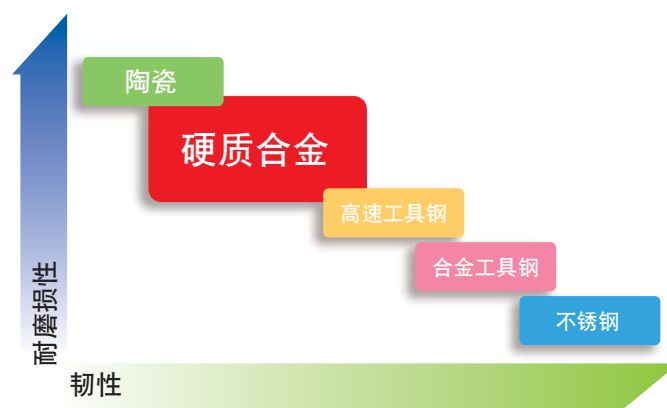 陶瓷
硬质合金
高速工具钢
合金工具钢
不锈钢
耐磨损性
韧性